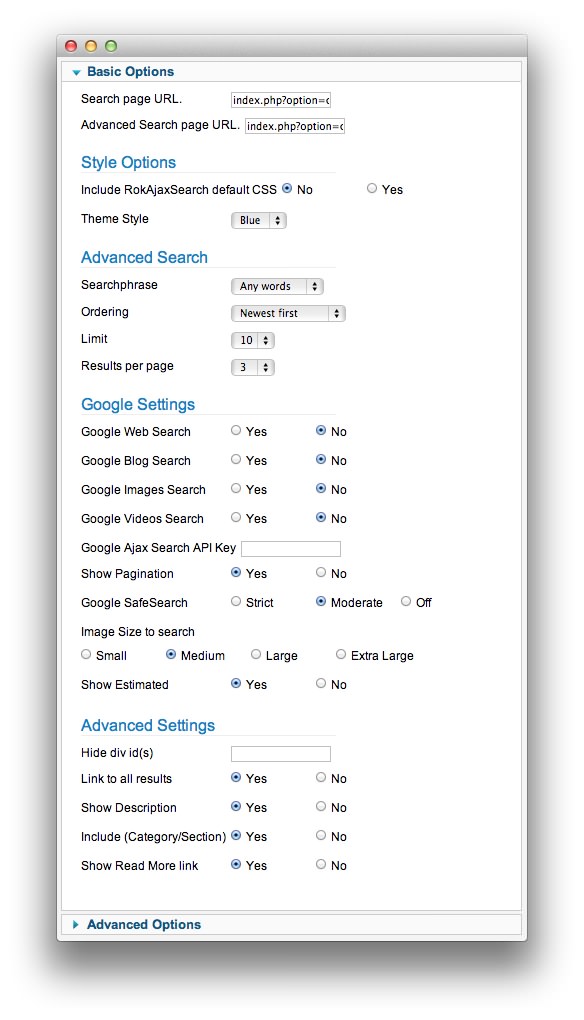 Basic Options
Search page URL. index.php?option=c
Advanced Search page URL. index.php?option=c
Style Options
Include RokAjaxSearch default CSS No Yes
Theme Style Blue
Advanced Search
Searchphrase Any words
Ordering Newest first
Limit 10
Results per page 3
Google Settings
Google Web Search Yes No
Google Blog Search Yes No
Google Images Search Yes No
Google Videos Search Yes No
Google Ajax Search API Key
Show Pagination Yes No
Google SafeSearch Strict Moderate Off
Image Size to search
Small Medium Large Extra Large
Show Estimated Yes No
Advanced Settings
Hide div id(s)
Link to all results Yes No
Show Description Yes No
Include (Category/Section) Yes No
Show Read More link Yes No
Advanced Options